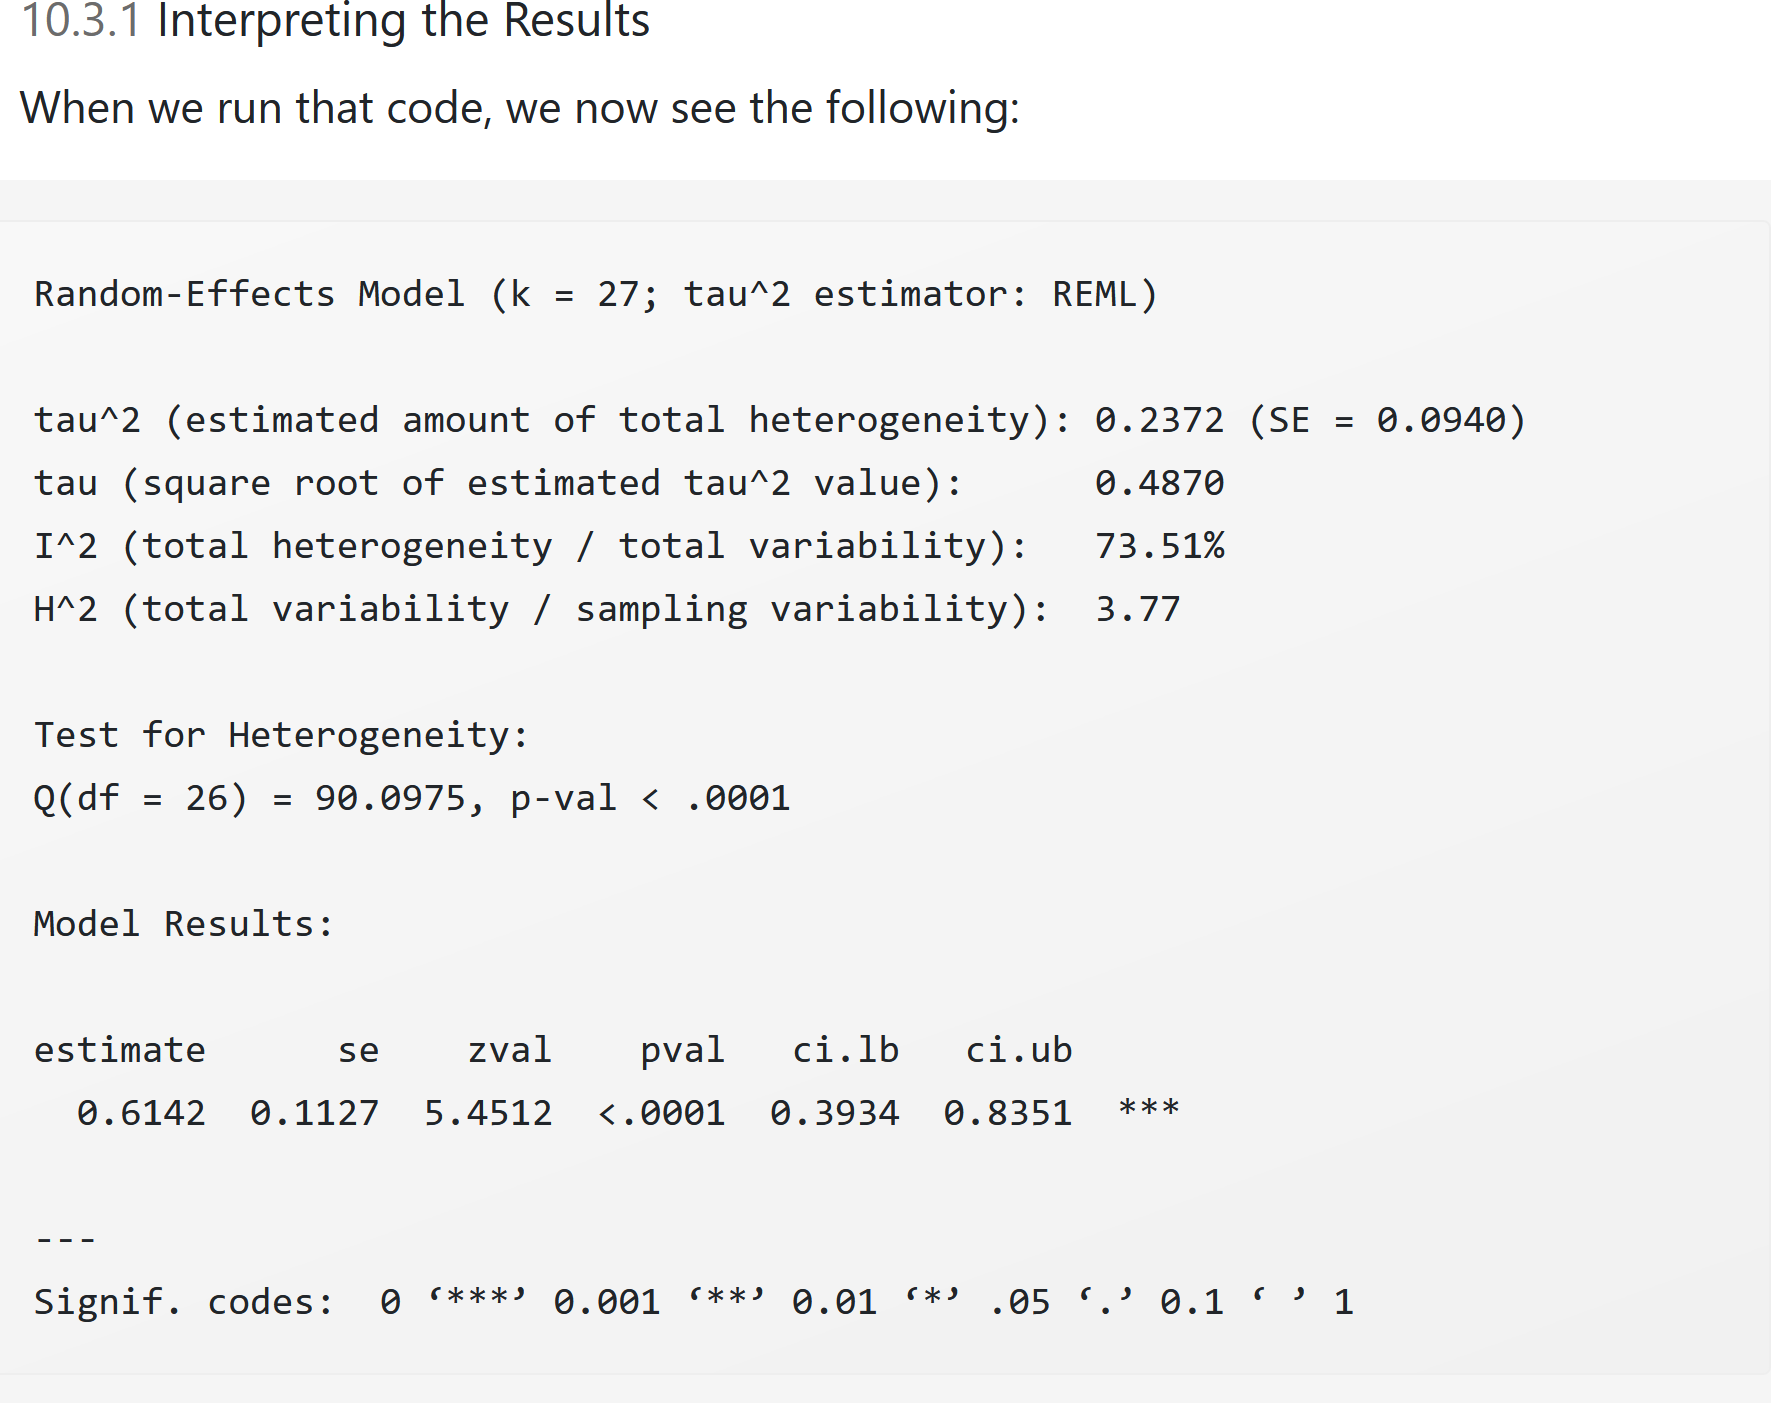 10.3.1 Interpreting the Results
When we run that code, we now see the following:
Random-Effects Model (k = 27; tau^2 estimator: REML)
tau^2 (estimated amount of total heterogeneity): 0.2372 (SE = 0.0940)
tau (square root of estimated tau^2 value):      0.4870
I^2 (total heterogeneity / total variability):   73.51%
H^2 (total variability / sampling variability):  3.77
Test for Heterogeneity:
Q(df = 26) = 90.0975, p-val < .0001
Model Results:
estimate      se    zval    pval   ci.lb   ci.ub
  0.6142  0.1127  5.4512  <.0001  0.3934  0.8351  ***
---
Signif. codes:  0 ‘***’ 0.001 ‘**’ 0.01 ‘*’ .05 ‘.’ 0.1 ‘ ’ 1